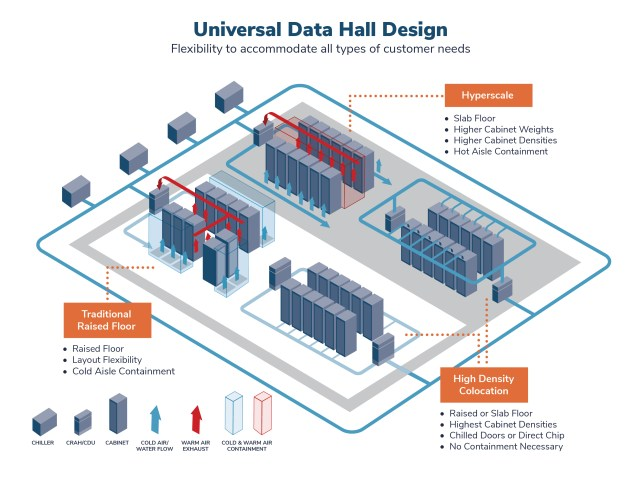 Universal Data Hall Design
Flexibility to accommodate all types of customer needs
Hyperscale
• Slab Floor
• Higher Cabinet Weights
• Higher Cabinet Densities
• Hot Aisle Containment
Traditional
Raised Floor
• Raised Floor
• Layout Flexibility
• Cold Aisle Containment
High Density
Colocation
• Raised or Slab Floor
• Highest Cabinet Densities
• Chilled Doors or Direct Chip
• No Containment Necessary
CHILLER
CRAH/CDU
CABINET
COLD AIR/
WATER FLOW
WARM AIR
EXHAUST
COLD & WARM AIR
CONTAINMENT